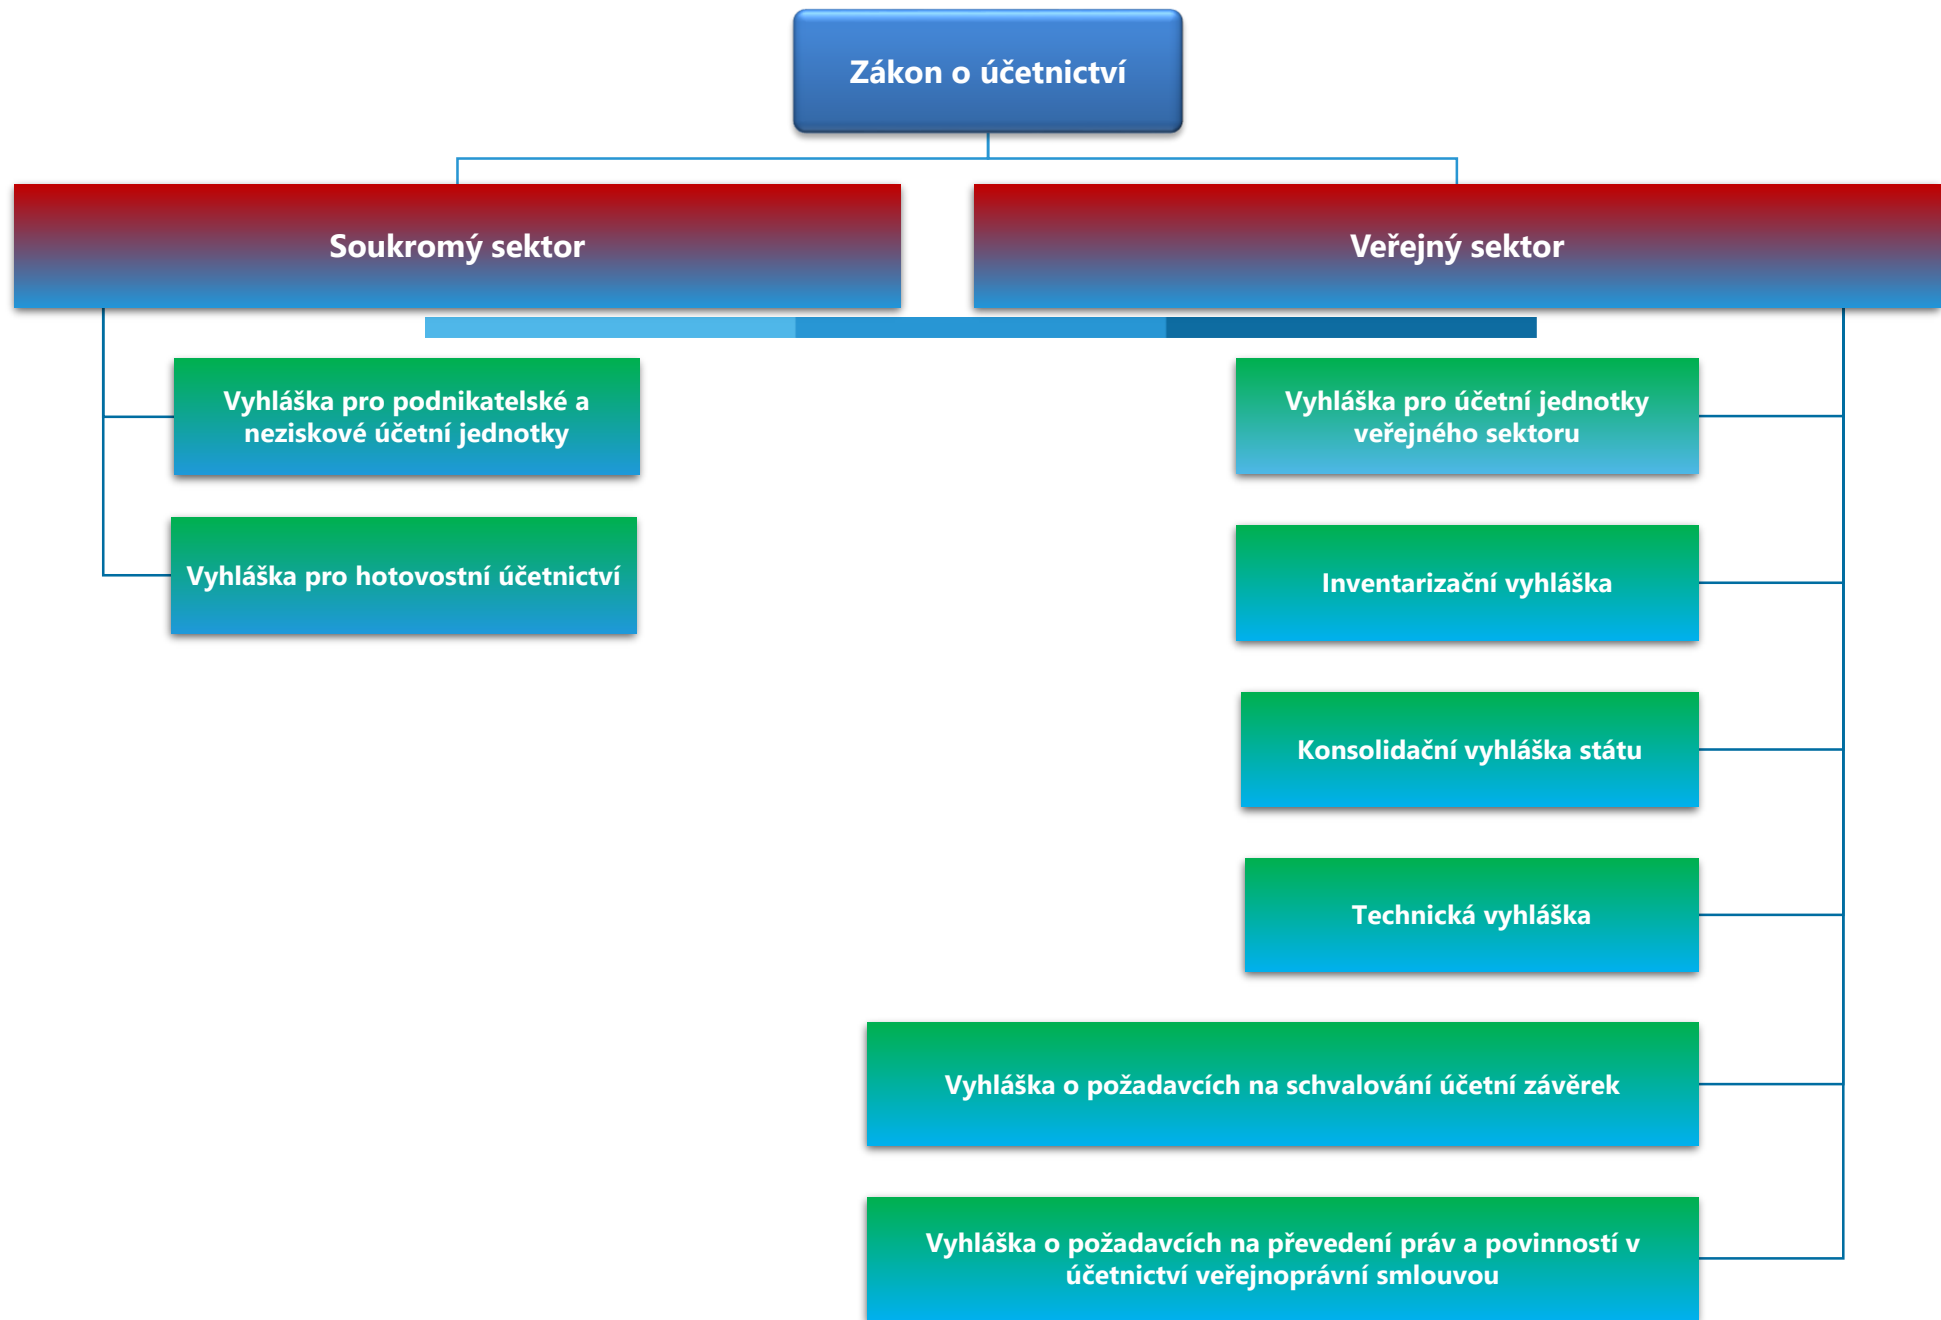 Zákon o účetnictví
Soukromý sektor
Veřejný sektor
Vyhláška pro podnikatelské a
neziskové účetní jednotky
Vyhláška pro hotovostní účetnictví
Vyhláška pro účetní jednotky
veřejného sektoru
Inventarizační vyhláška
Konsolidační vyhláška státu
Technická vyhláška
Vyhláška o požadavcích na schvalování účetní závěrek
Vyhláška o požadavcích na převedení práv a povinností v
účetnictví veřejnoprávní smlouvou